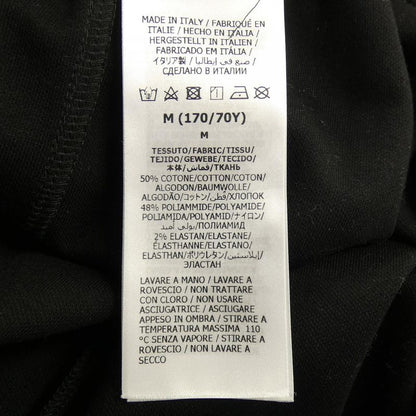 MADE IN ITALY / FABRIQUÉ EN
ITALIE / HECHO EN ITALIA /
HERGESTELLT IN ITALIEN /
FABRICADO EM ITÁLIA /
イタリア製 / صنع في إيطاليا /
СДЕЛАНО В ИТАЛИИ
M (170/70Y)
M
TESSUTO/FABRIC/TISSU/
TEJIDO/GEWEBE/TECIDO/
本体/قماش/ТКАНЬ
50% COTONE/COTTON/COTON/
ALGODON/BAUMWOLLE/
ALGODÃO/コットン/قطن/ХЛОПОК
48% POLIAMMIDE/POLYAMIDE/
POLIAMIDA/POLYAMID/ナイロン/
بولي أميد/ПОЛИАМИД
2% ELASTAN/ELASTANE/
ELASTHANNE/ELASTANO/
ELASTHAN/ポリウレタン/إيلاستين/
ЭЛАСТАН
LAVARE A MANO / LAVARE A
ROVESCIO / NON TRATTARE
CON CLORO / NON USARE
ASCIUGATRICE / ASCIUGARE
APPESO IN OMBRA / STIRARE A
TEMPERATURA MASSIMA 110
°C SENZA VAPORE / STIRARE A
ROVESCIO / NON LAVARE A
SECCO